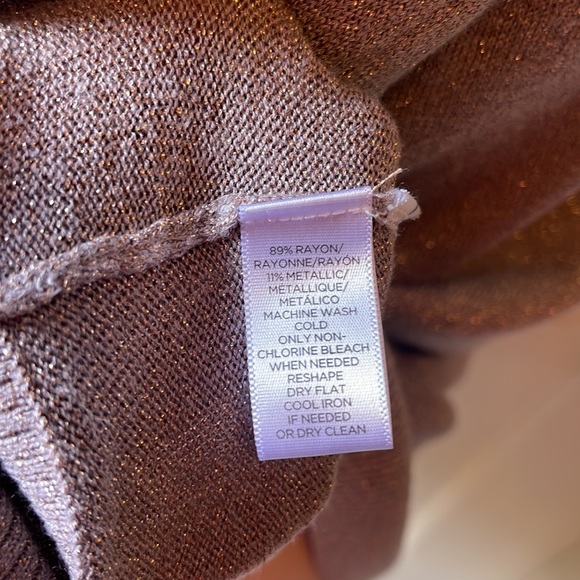 89% RAYON/
RAYONNE/RAYÓN
11% METALLIC/
MÉTALLIQUE/
METÁLICO
MACHINE WASH
COLD
ONLY NON-
CHLORINE BLEACH
WHEN NEEDED
RESHAPE
DRY FLAT
COOL IRON
IF NEEDED
OR DRY CLEAN